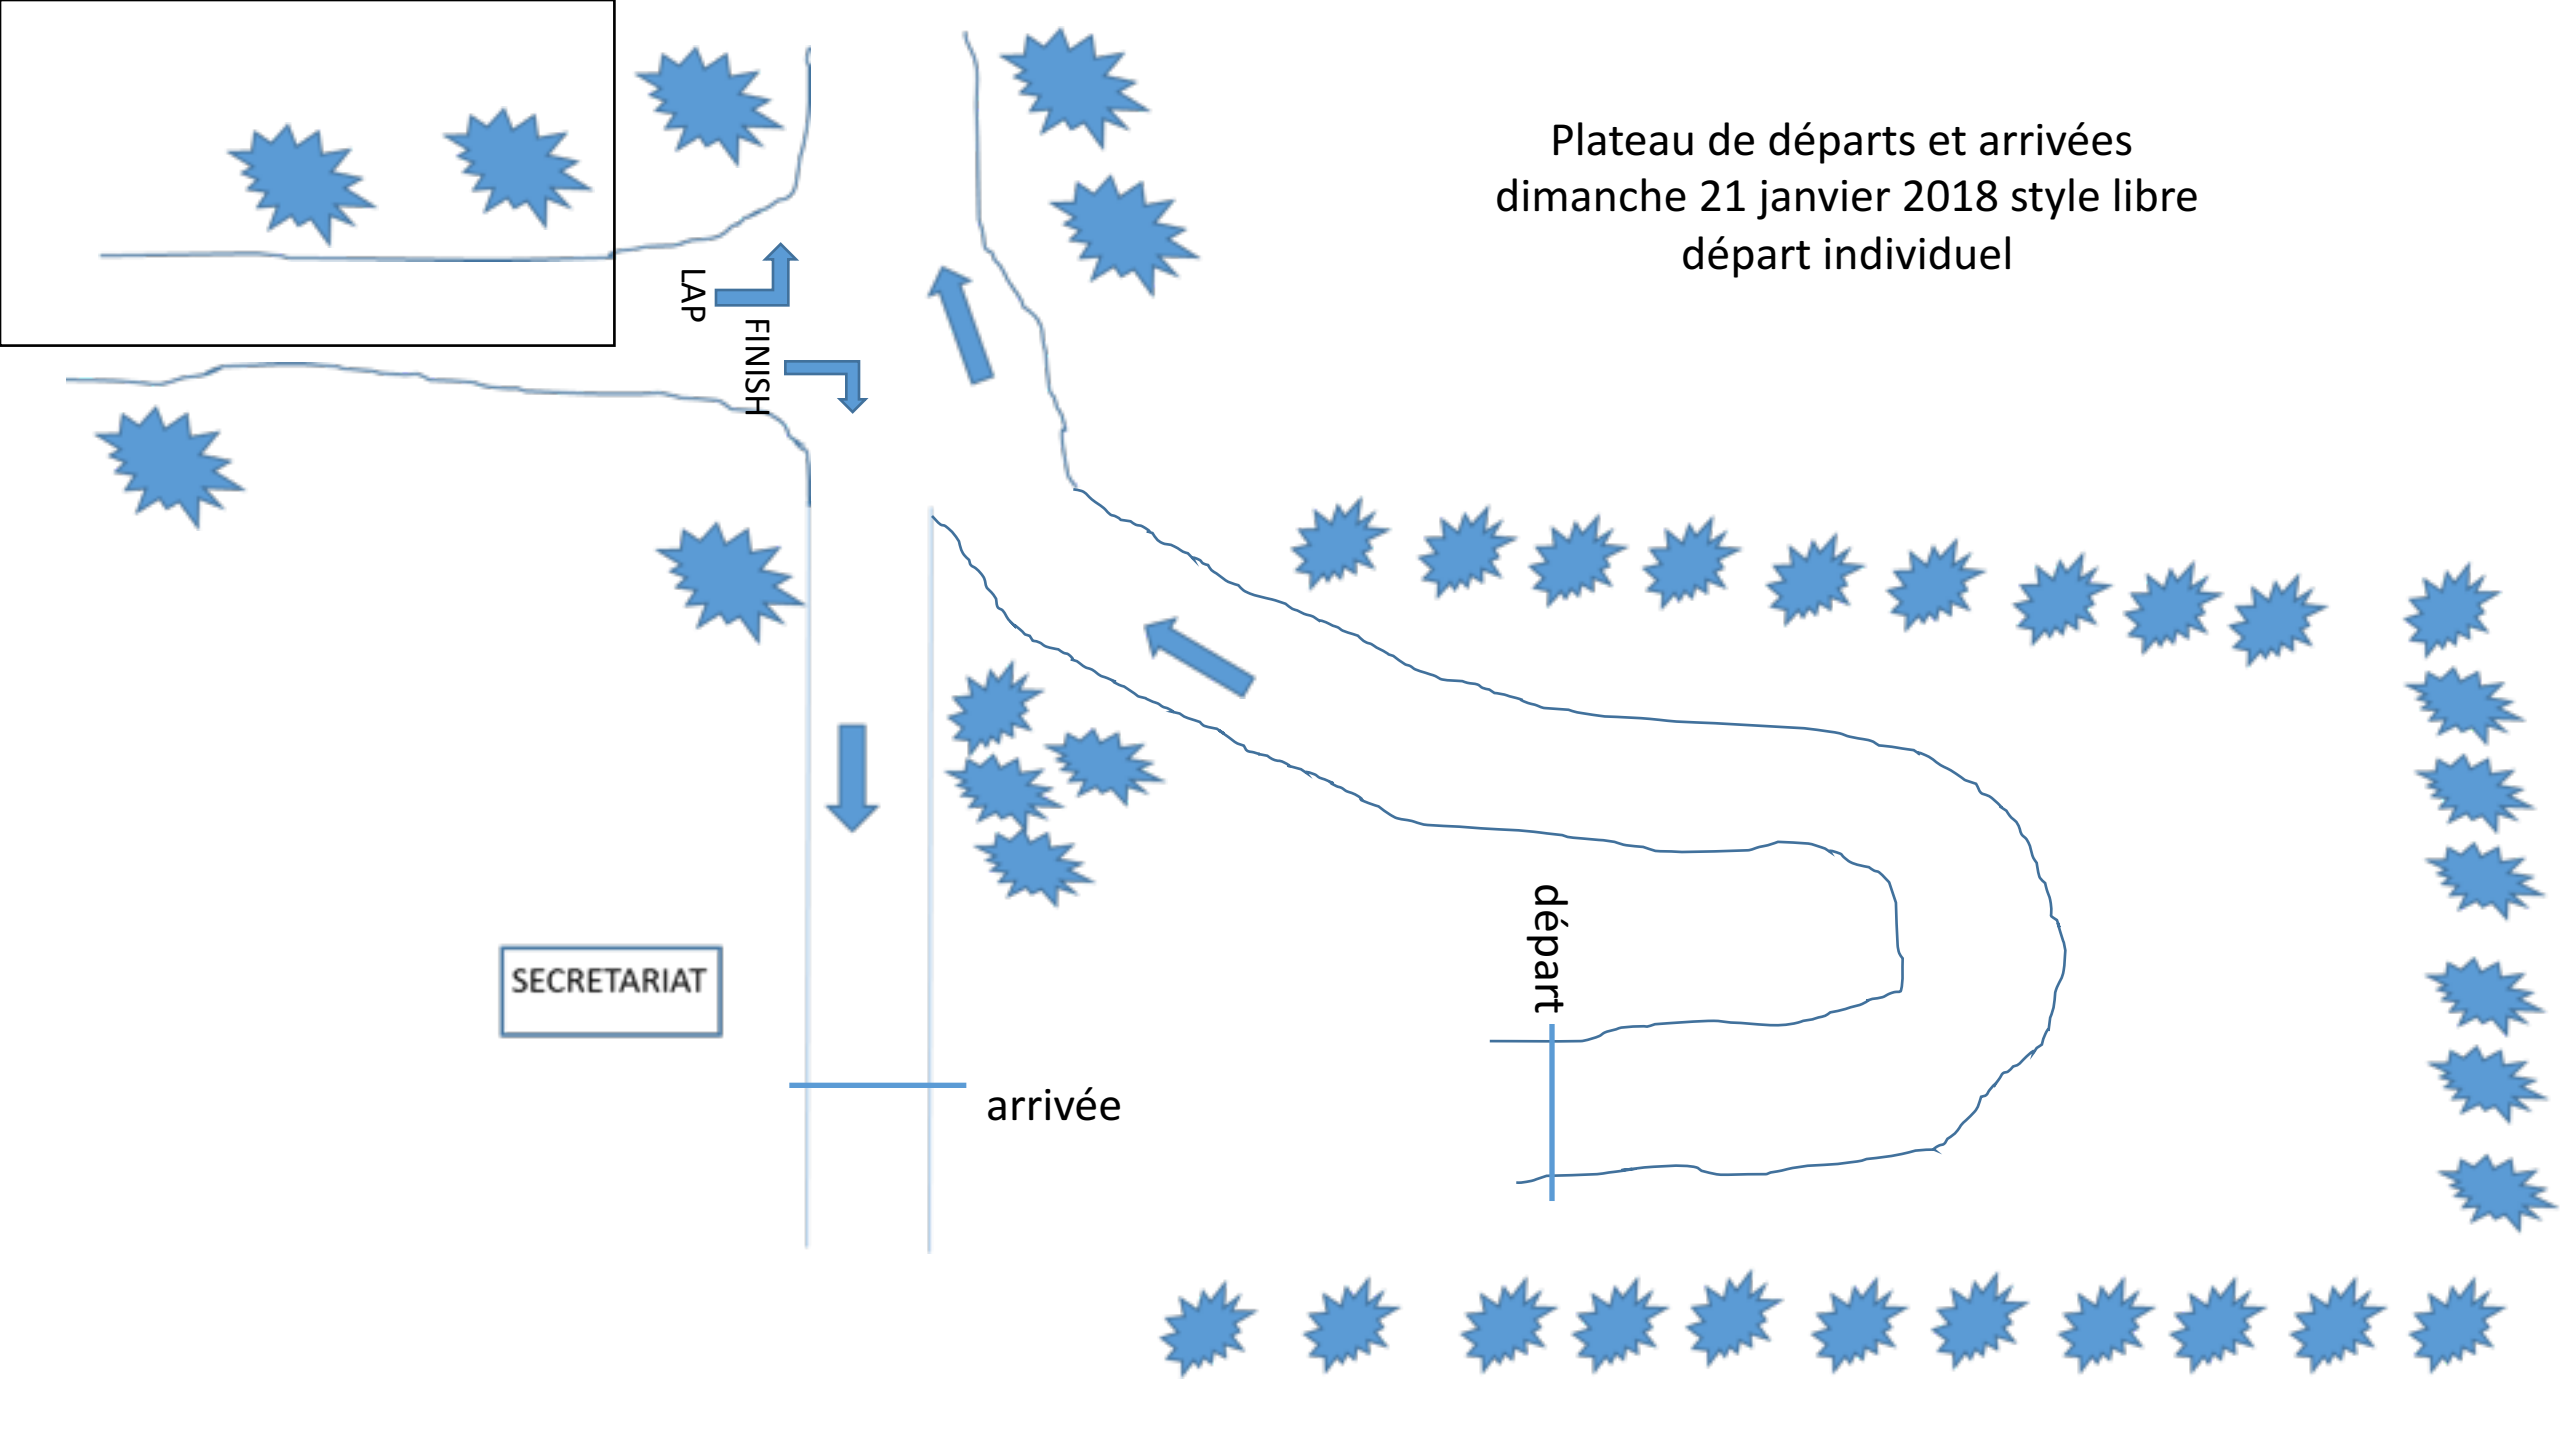 Plateau de départs et arrivées
dimanche 21 janvier 2018 style libre
départ individuel
LAP
FINISH
départ
SECRETARIAT
arrivée